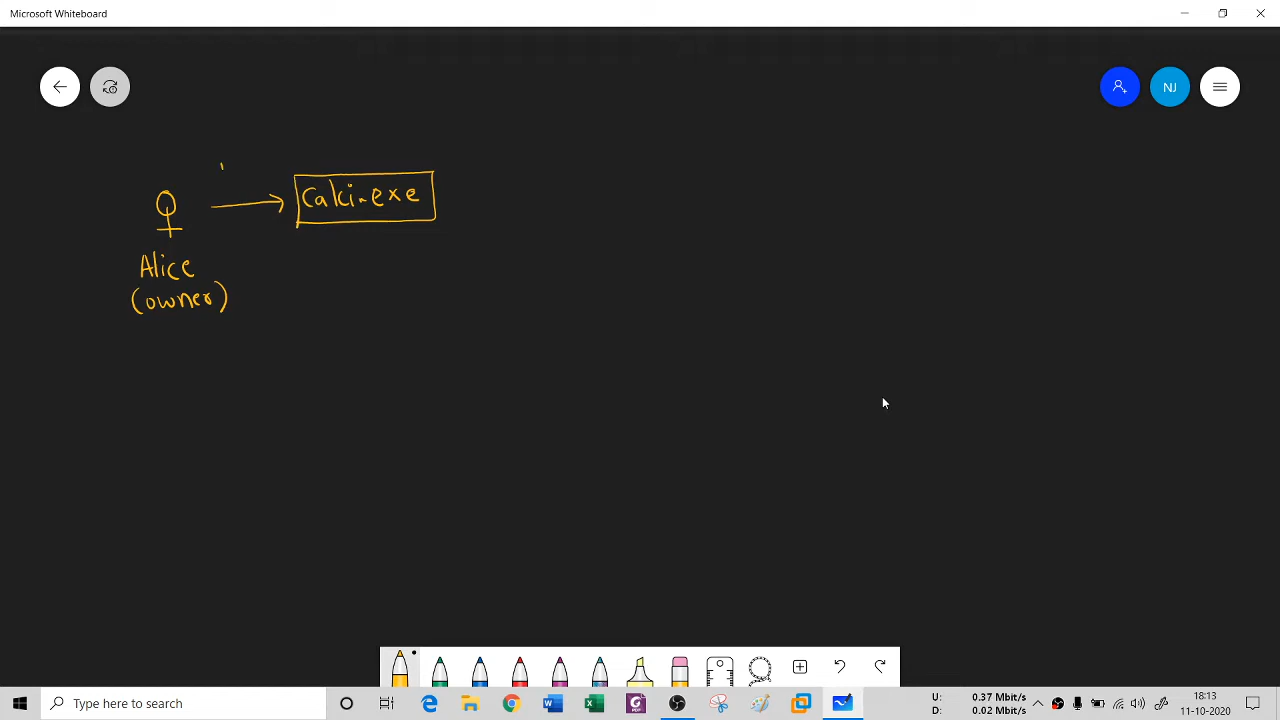 Microsoft Whiteboard
NJ
Calci.exe
Alice
(owner)
Type here to search
U: 0.37 Mbit/s
D: 0.02 Mbit/s
18:13
11-10-2020